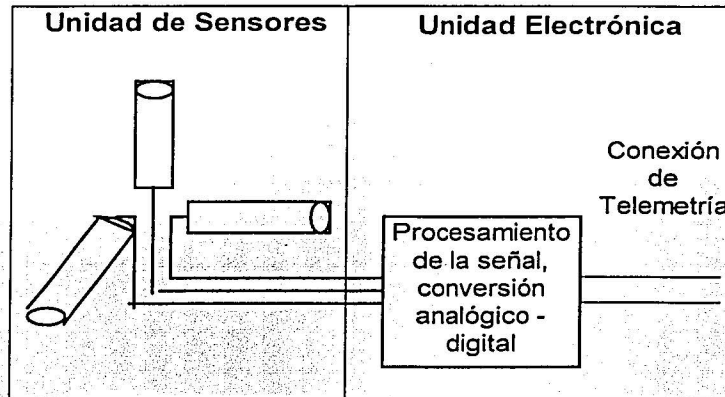 Unidad de Sensores
Unidad Electrónica
Conexión
de
Telemetría
Procesamiento
de la señal,
conversión
analógico -
digital